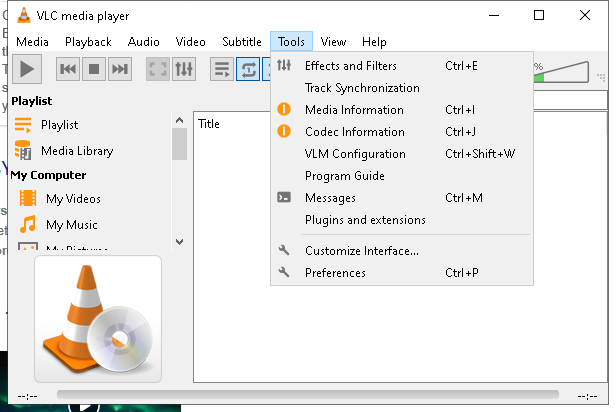 VLC media player
Media Playback Audio Video Subtitle Tools View Help
Effects and Filters Ctrl+E
Track Synchronization
Media Information Ctrl+I
Codec Information Ctrl+J
VLM Configuration Ctrl+Shift+W
Program Guide
Messages Ctrl+M
Plugins and extensions
Customize Interface...
Preferences Ctrl+P
%
Playlist
Playlist
Media Library
My Computer
My Videos
My Music
My Pictures
Title
--:-- --:--